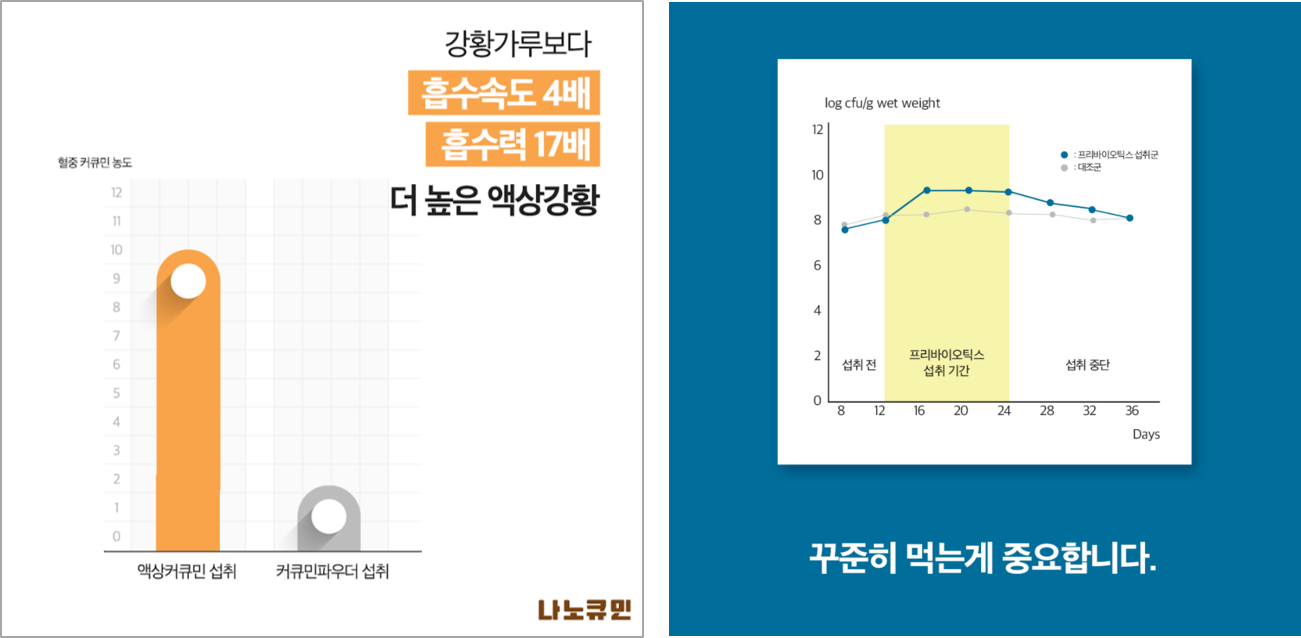 강황가루보다
흡수속도 4배
흡수력 17배
더 높은 액상강황
혈중 커큐민 농도
12
11
10
9
8
7
6
5
4
3
2
1
0
액상커큐민 섭취
커큐민파우더 섭취
나노큐민
log cfu/g wet weight
12
10
8
6
4
2
0
: 프리바이오틱스 섭취군
: 대조군
섭취 전
프리바이오틱스
섭취 기간
섭취 중단
8 12 16 20 24 28 32 36
Days
꾸준히 먹는게 중요합니다.